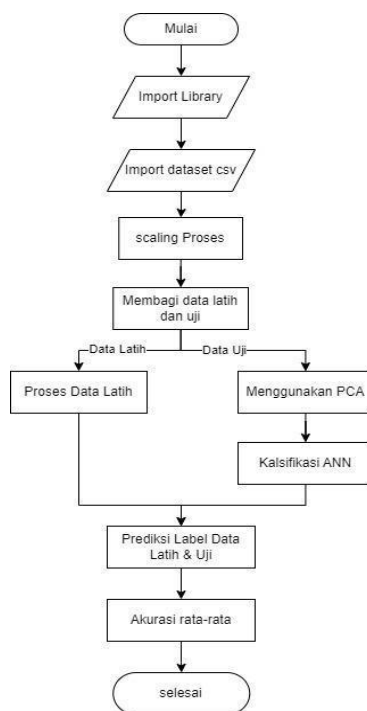 Mulai
Import Library
Import dataset csv
scaling Proses
Membagi data latih
dan uji
Data Latih
Data Uji
Proses Data Latih
Menggunakan PCA
Kalsifikasi ANN
Prediksi Label Data
Latih & Uji
Akurasi rata-rata
selesai